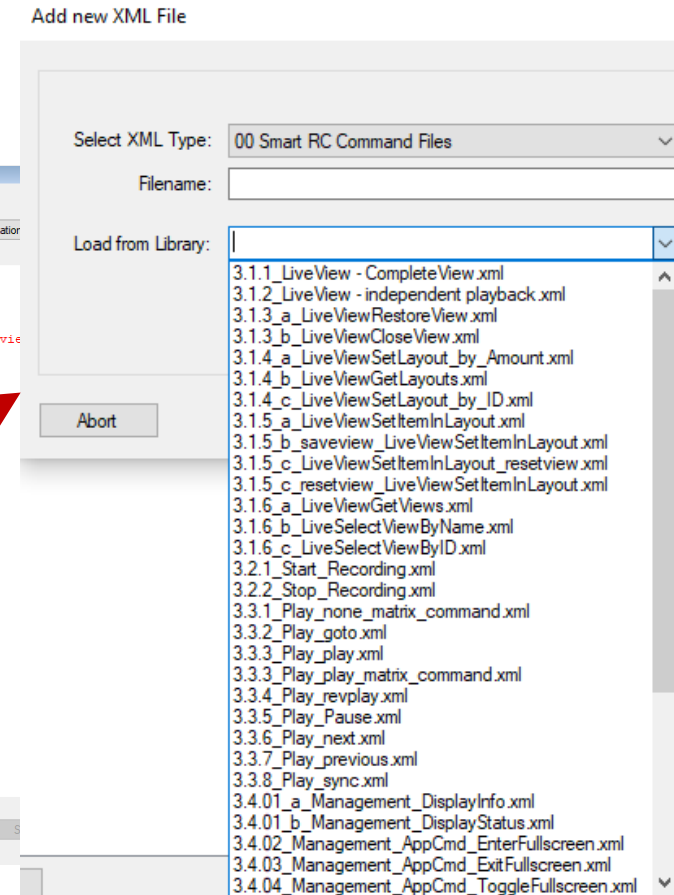 Add new XML File
Select XML Type: 00 Smart RC Command Files
Filename:
Load from Library:
3.1.1_LiveView - CompleteView.xml
3.1.2_LiveView - independent playback.xml
3.1.3_a_LiveViewRestoreView.xml
3.1.3_b_LiveViewCloseView.xml
3.1.4_a_LiveViewSetLayout_by_Amount.xml
3.1.4_b_LiveViewGetLayouts.xml
3.1.4_c_LiveViewSetLayout_by_ID.xml
3.1.5_a_LiveViewSetItemInLayout.xml
3.1.5_b_saveview_LiveViewSetItemInLayout.xml
3.1.5_c_LiveViewSetItemInLayout_resetview.xml
3.1.5_c_resetview_LiveViewSetItemInLayout.xml
3.1.6_a_LiveViewGetViews.xml
3.1.6_b_LiveSelectViewByName.xml
3.1.6_c_LiveSelectViewByID.xml
3.2.1_Start_Recording.xml
3.2.2_Stop_Recording.xml
3.3.1_Play_none_matrix_command.xml
3.3.2_Play_goto.xml
3.3.3_Play_play.xml
3.3.3_Play_play_matrix_command.xml
3.3.4_Play_revplay.xml
3.3.5_Play_Pause.xml
3.3.6_Play_next.xml
3.3.7_Play_previous.xml
3.3.8_Play_sync.xml
3.4.01_a_Management_DisplayInfo.xml
3.4.01_b_Management_DisplayStatus.xml
3.4.02_Management_AppCmd_EnterFullscreen.xml
3.4.03_Management_AppCmd_ExitFullscreen.xml
3.4.04_Management_AppCmd_ToggleFullscreen.xml
Abort
ation
vie
S